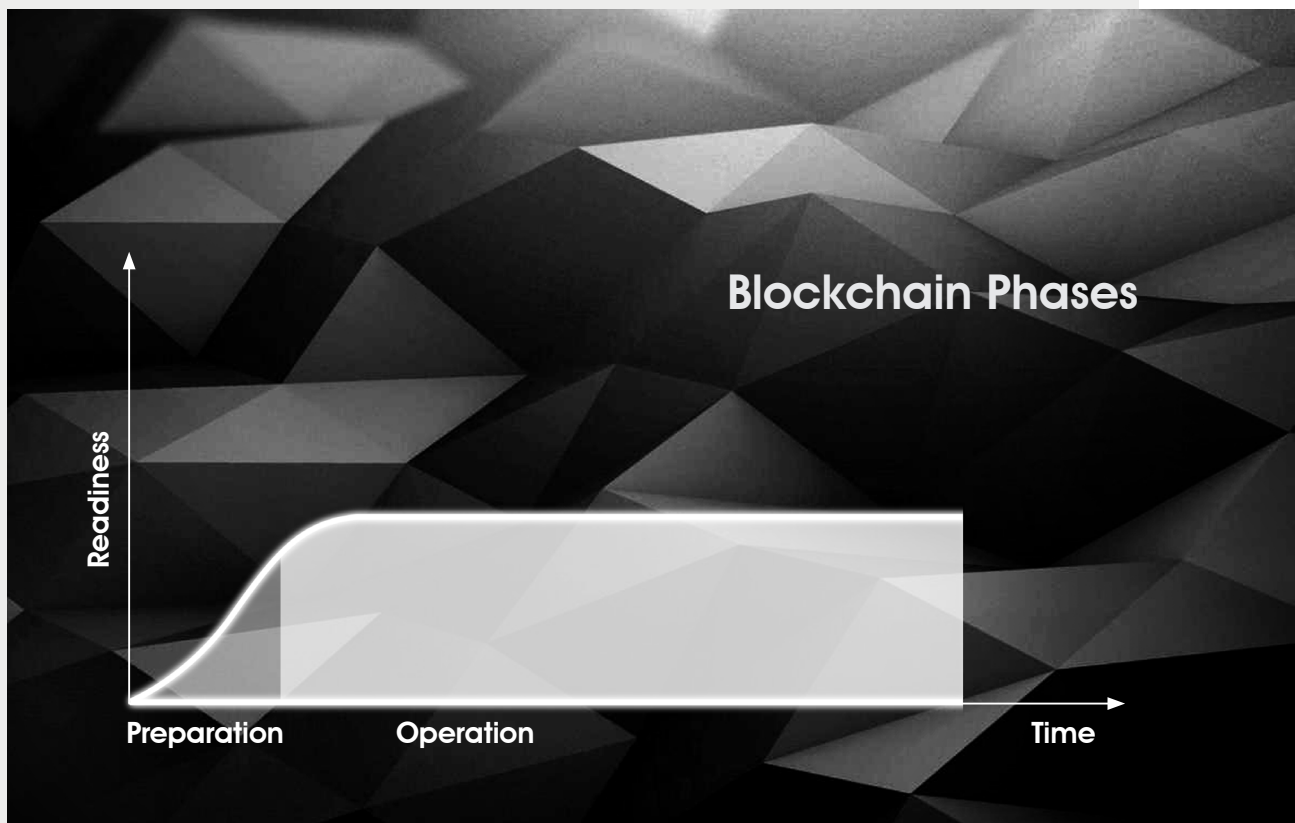 Blockchain Phases
Readiness
Preparation
Operation
Time